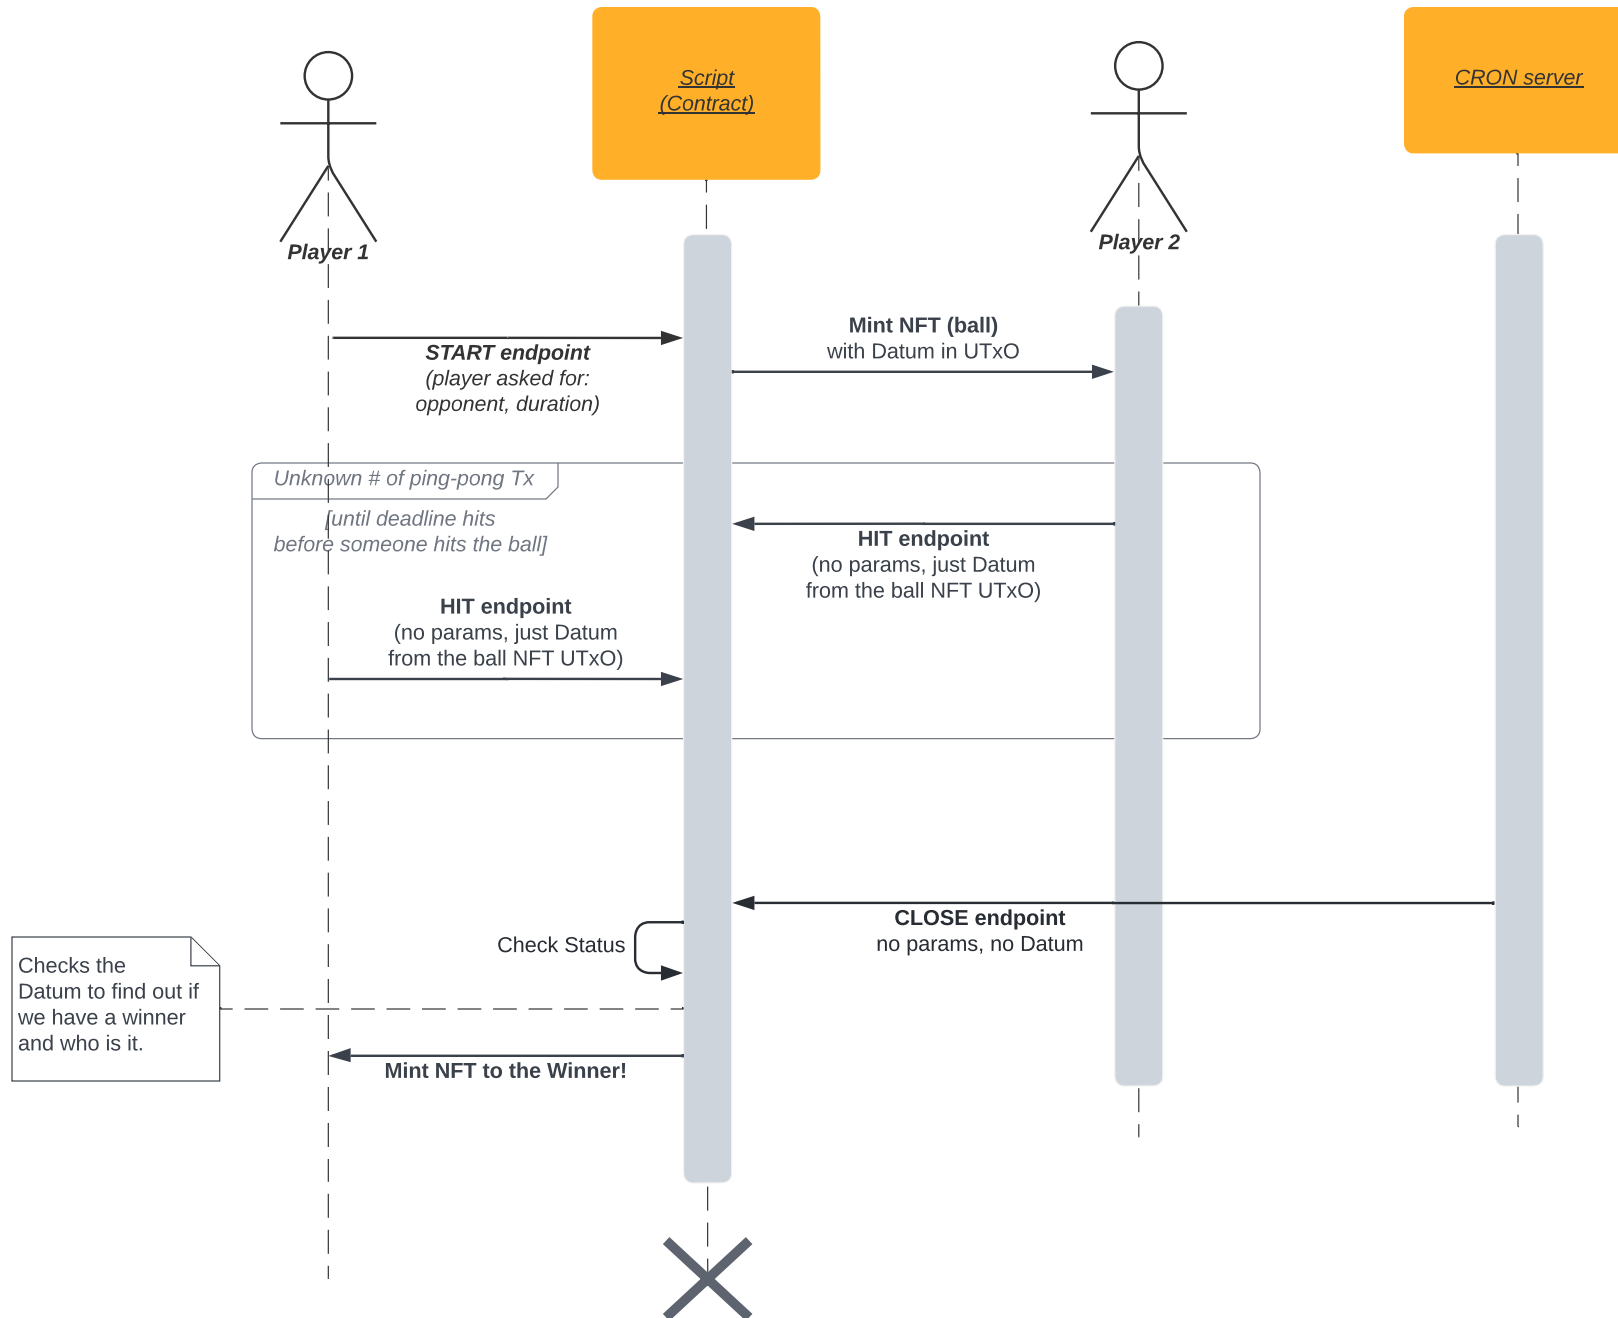 Script
(Contract)
CRON server
Player 1
Player 2
START endpoint
(player asked for:
opponent, duration)
Mint NFT (ball)
with Datum in UTxO
Unknown # of ping-pong Tx
[until deadline hits
before someone hits the ball]
HIT endpoint
(no params, just Datum
from the ball NFT UTxO)
HIT endpoint
(no params, just Datum
from the ball NFT UTxO)
CLOSE endpoint
no params, no Datum
Check Status
Checks the
Datum to find out if
we have a winner
and who is it.
Mint NFT to the Winner!